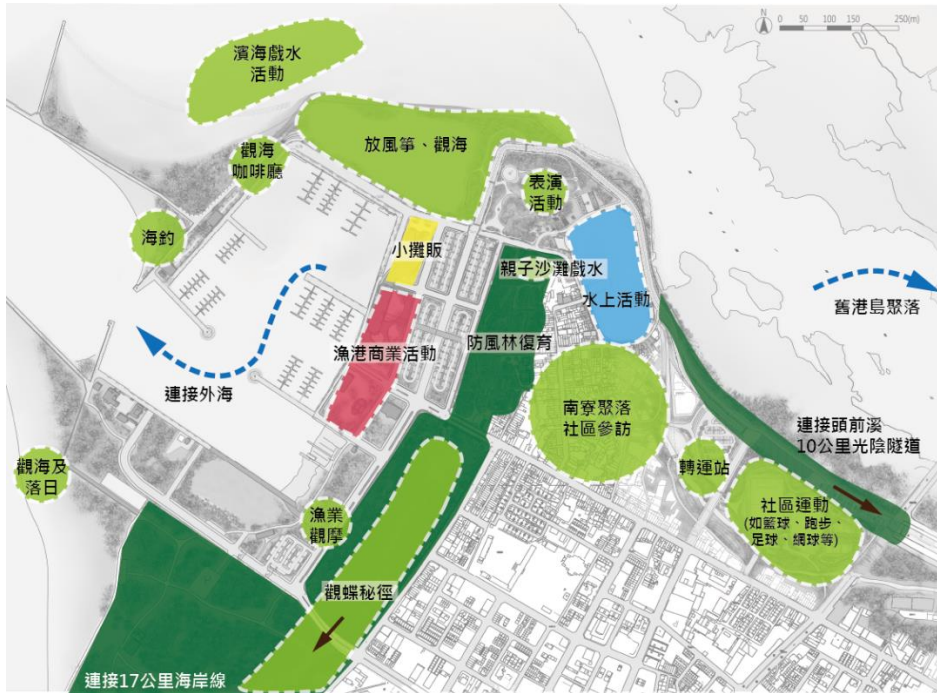 N
0 50 100 150 250(m)
濱海戲水
活動
放風箏、觀海
觀海
咖啡廳
表演
活動
海釣
小攤販
親子沙灘戲水
水上活動
舊港島聚落
漁港商業活動
防風林復育
連接外海
南寮聚落
社區參訪
連接頭前溪
10公里光陰隧道
觀海及
落日
轉運站
社區運動
(如籃球、跑步、
足球、網球等)
漁業
觀摩
觀蝶秘徑
連接17公里海岸線